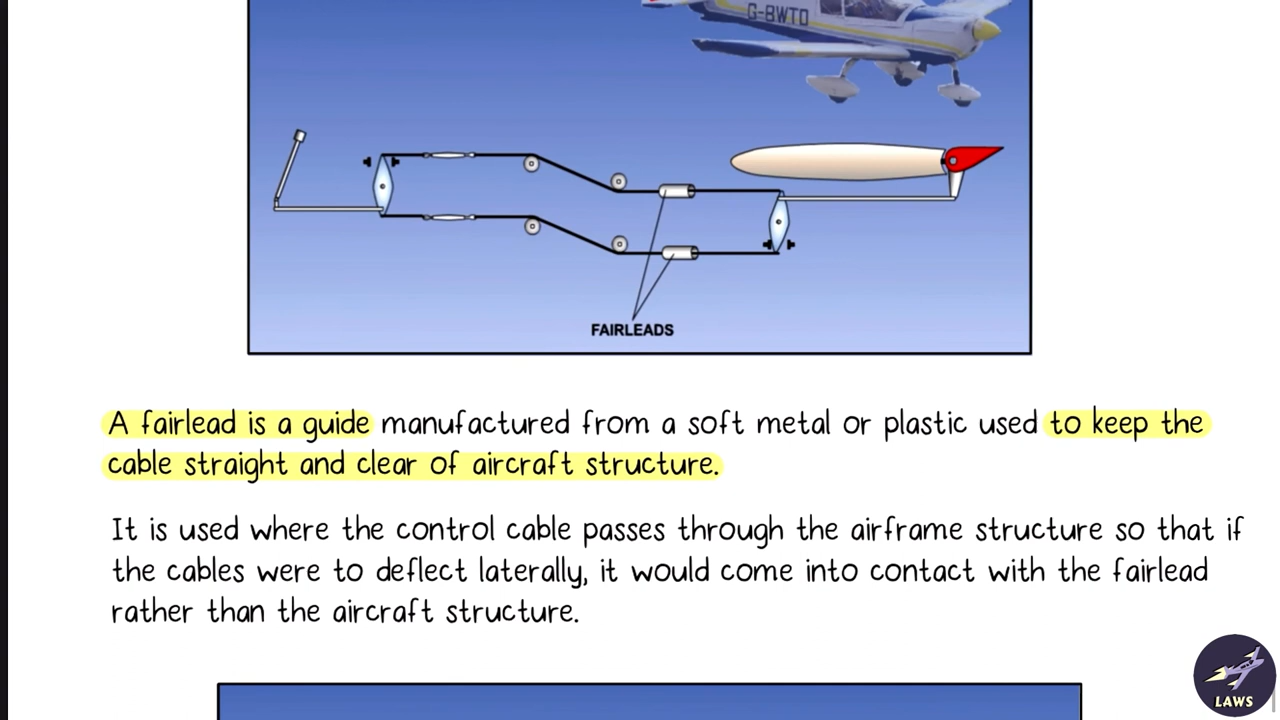 G-BWTO
FAIRLEADS
A fairlead is a guide manufactured from a soft metal or plastic used to keep the
cable straight and clear of aircraft structure.
It is used where the control cable passes through the airframe structure so that if
the cables were to deflect laterally, it would come into contact with the fairlead
rather than the aircraft structure.
LAWS